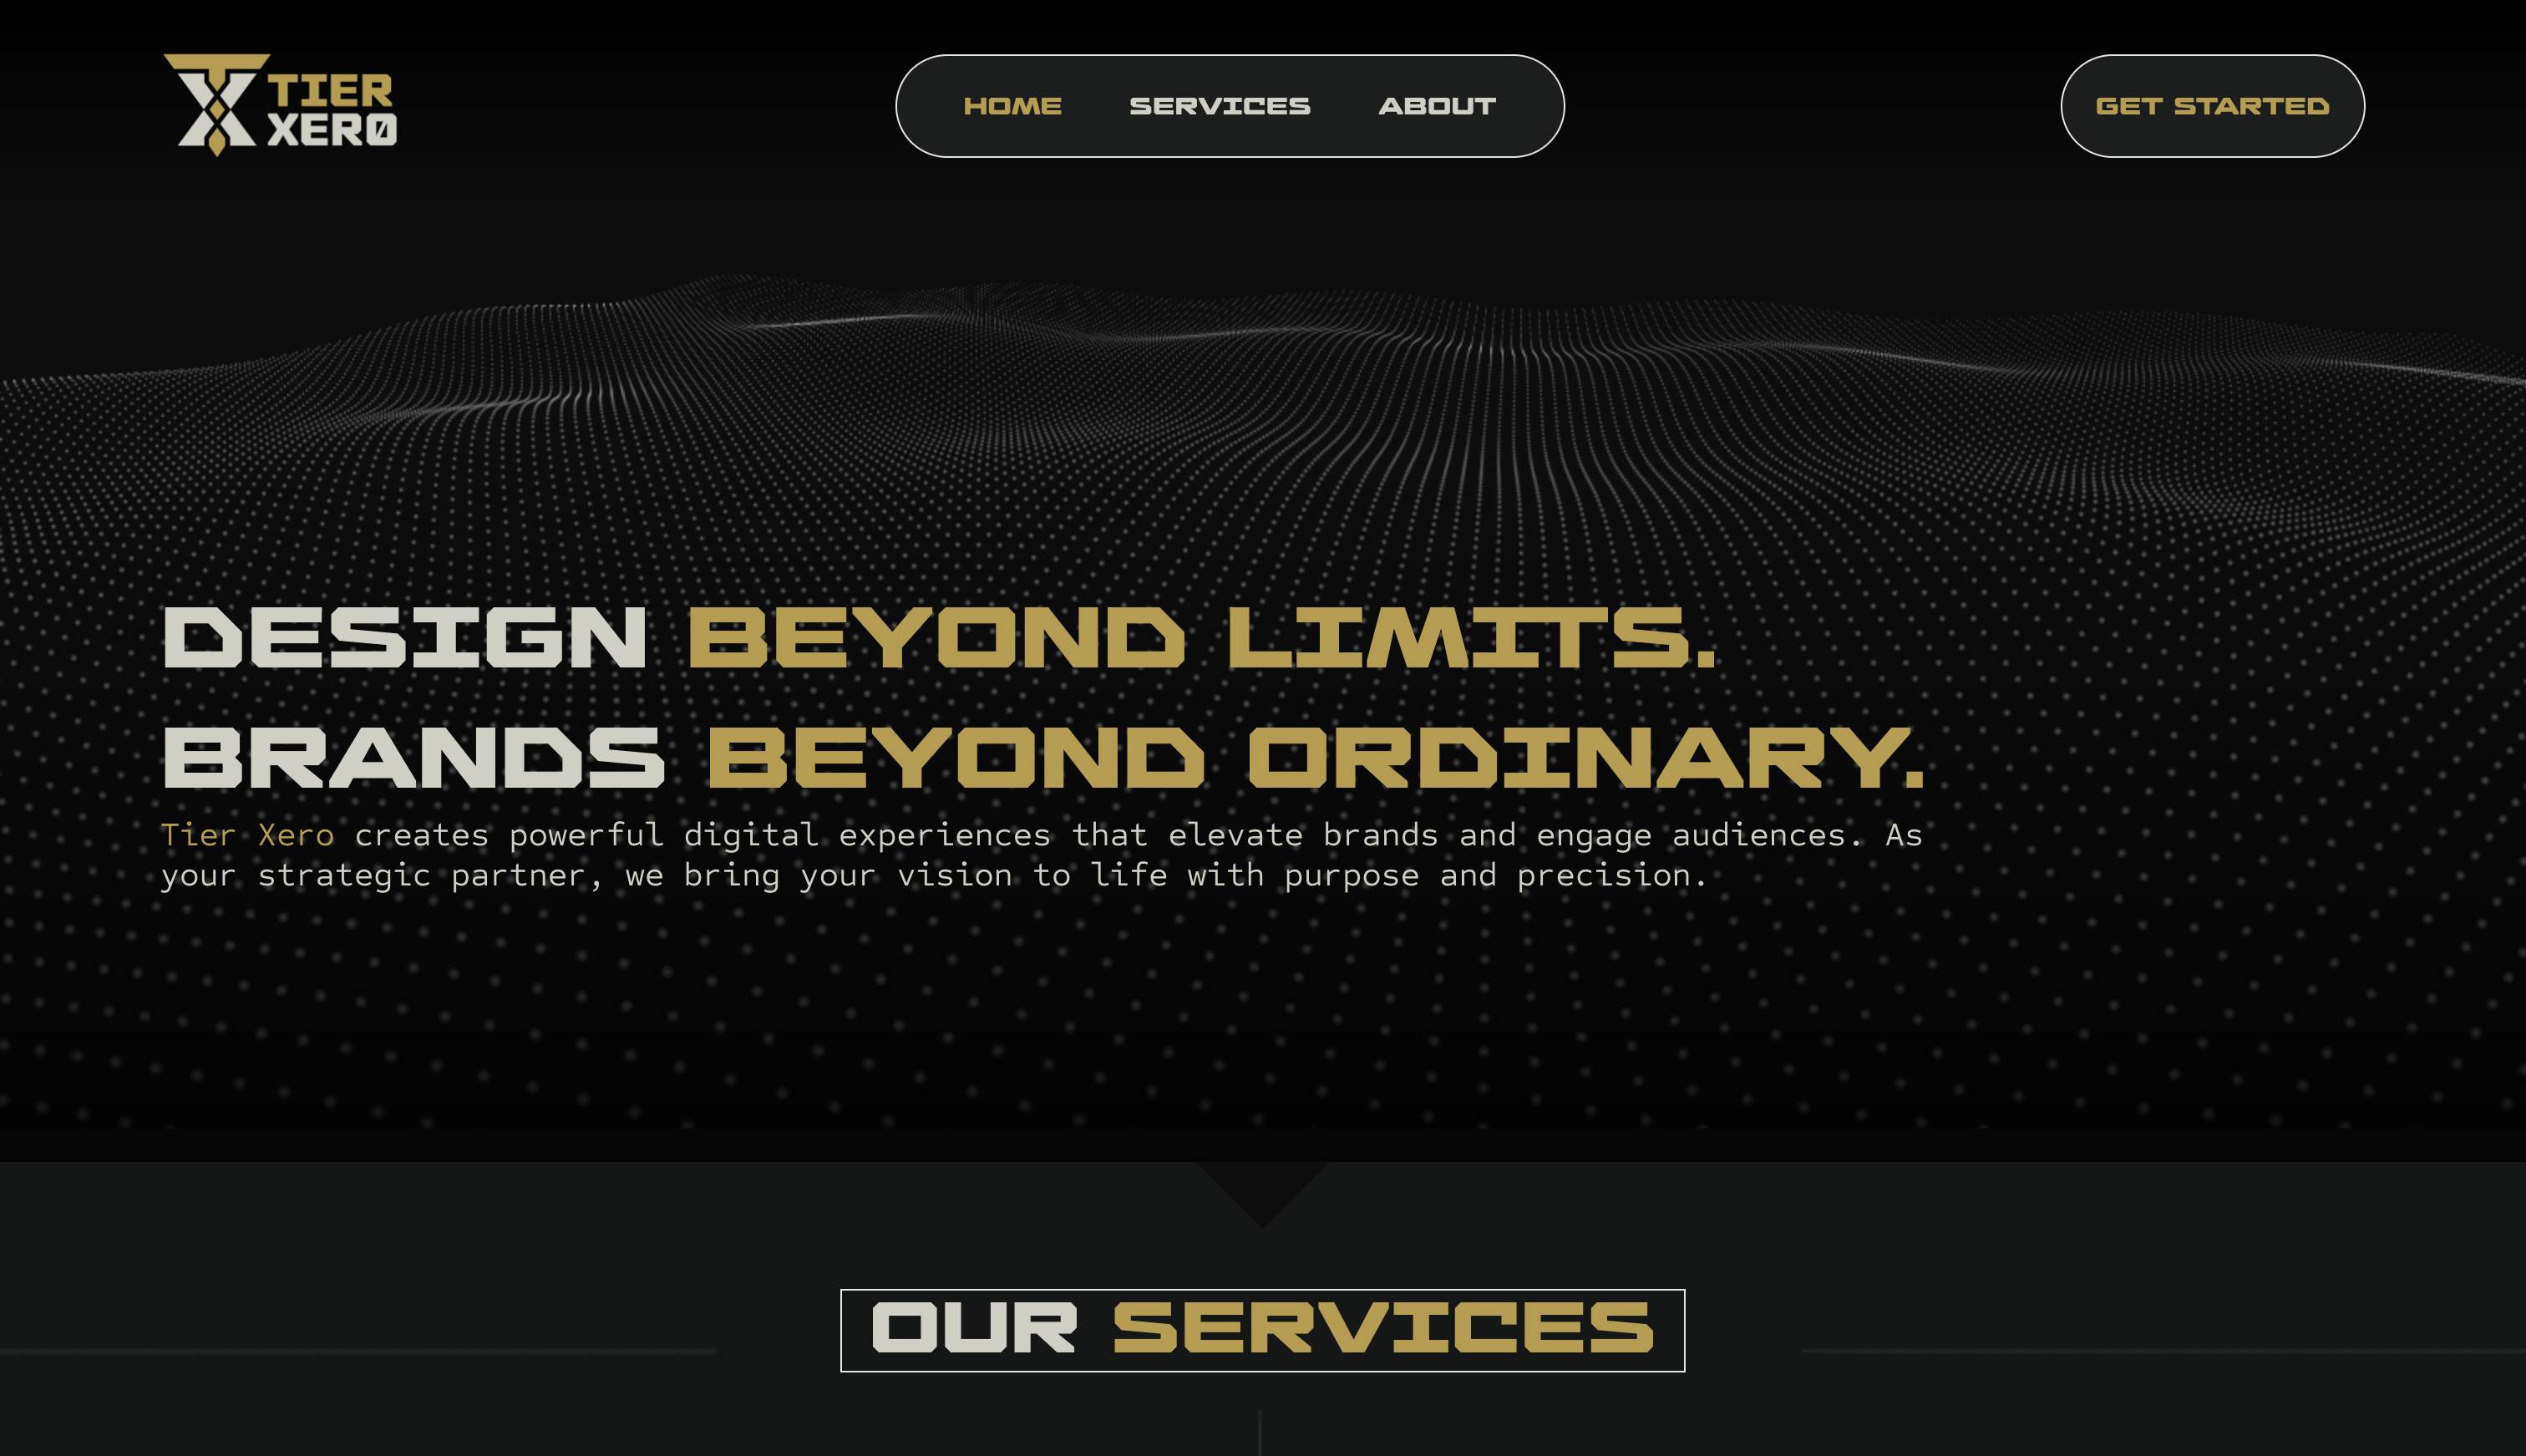 TIER
XERO
HOME SERVICES ABOUT
GET STARTED
DESIGN BEYOND LIMITS.
BRANDS BEYOND ORDINARY.
Tier Xero creates powerful digital experiences that elevate brands and engage audiences. As
your strategic partner, we bring your vision to life with purpose and precision.
OUR SERVICES